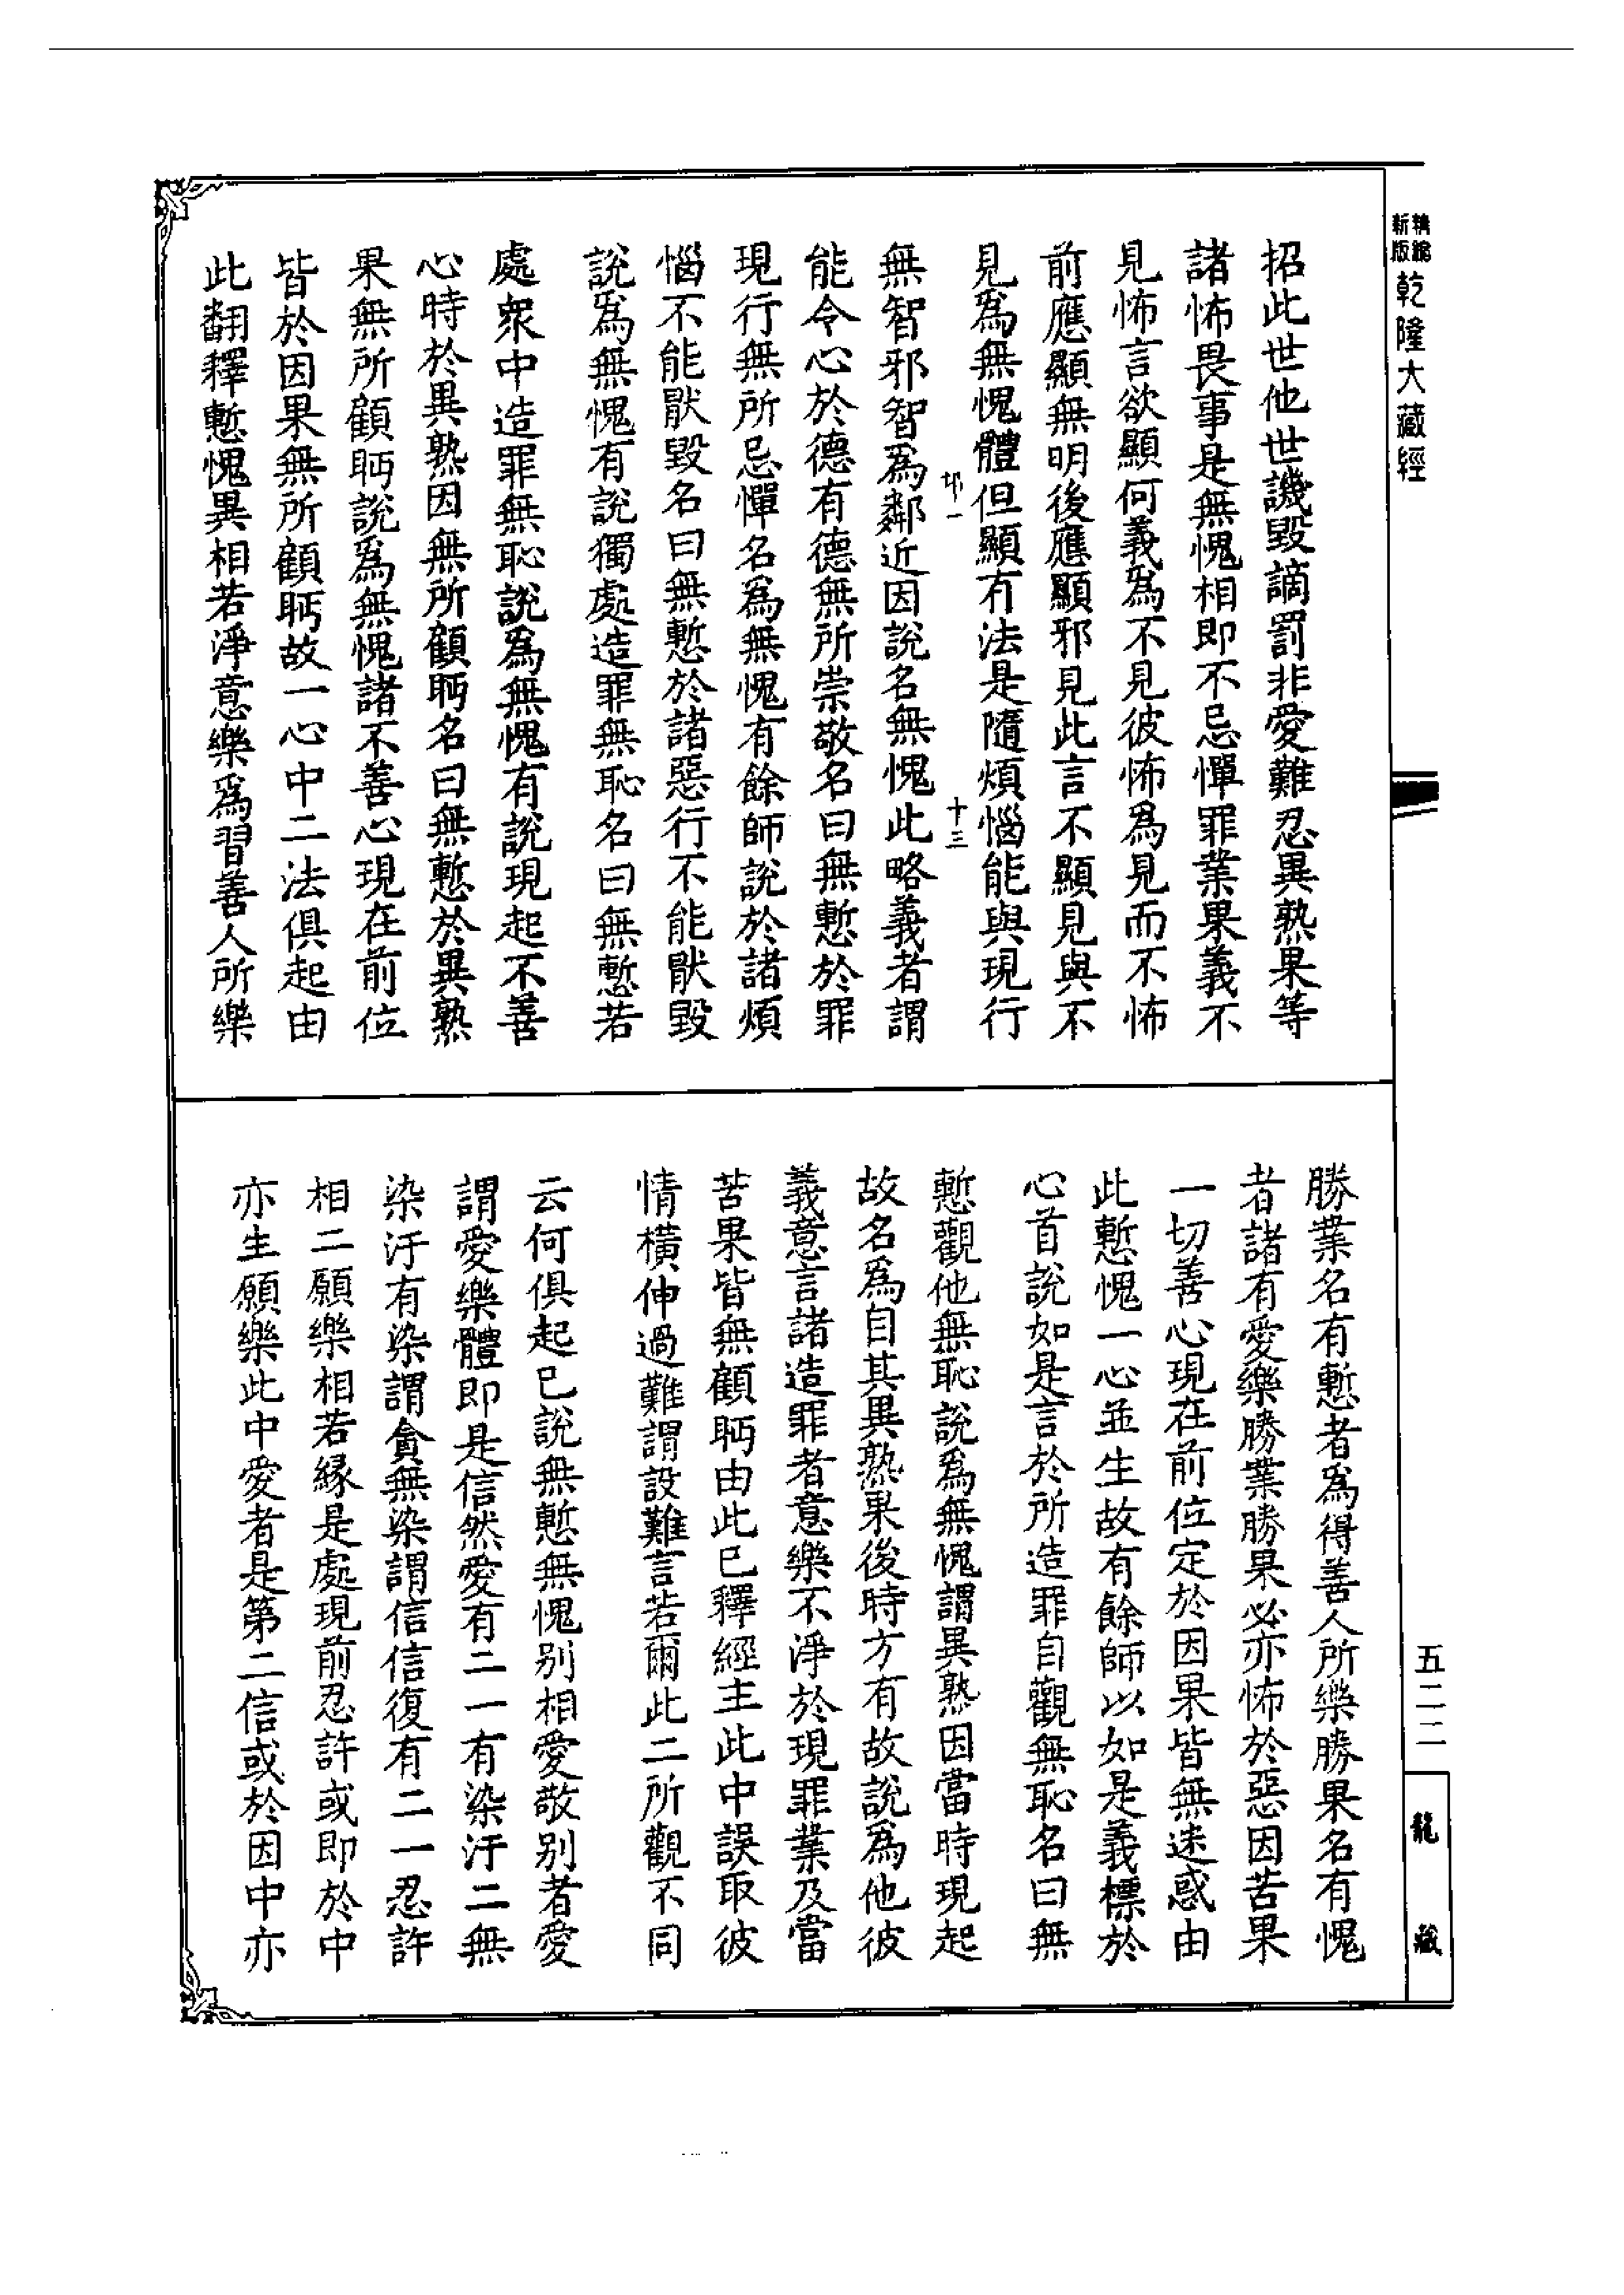 新編
新版
乾隆大藏經
招此世他世譏毀謫罰非愛難忍異熟果等
諸怖畏事是無愧相即不忌憚罪業果義不
見怖言欲顯何義爲不見彼怖爲見而不怖
前應顯無明後應顯邪見此言不顯見與不
見爲無愧體但顯有法是隨煩惱能與現行
邙一
十三
無智邪智爲鄰近因說名無愧此略義者謂
能令心於德有德無所崇敬名曰無慙於罪
現行無所忌憚名爲無愧有餘師說於諸煩
惱不能猒毀名曰無慙於諸惡行不能猒毀
說爲無愧有說獨處造罪無恥名曰無慙若
處衆中造罪無恥說爲無愧有說現起不善
心時於異熟因無所顧眄名曰無慙於異熟
果無所顧眄說爲無愧諸不善心現在前位
皆於因果無所顧眄故一心中二法俱起由
此翻釋慙愧異相若淨意樂爲習善人所樂
勝業名有慙者爲得善人所樂勝果名有愧
者諸有愛樂勝業勝果必亦怖於惡因苦果
一切善心現在前位定於因果皆無迷惑由
此慙愧一心並生故有餘師以如是義標於
心首說如是言於所造罪自觀無恥名曰無
慙觀他無恥說爲無愧謂異熟因當時現起
故名爲自其異熟果後時方有故說爲他彼
義意言諸造罪者意樂不淨於現罪業及當
苦果皆無顧眄由此已釋經主此中誤取彼
情橫伸過難謂設難言若爾此二所觀不同
云何俱起已說無慙無愧別相愛敬別者愛
謂愛樂體即是信然愛有二一有染汙二無
染汙有染謂貪無染謂信信復有二一忍許
相二願樂相若緣是處現前忍許或即於中
亦生願樂此中愛者是第二信或於因中亦
五二二
龍藏